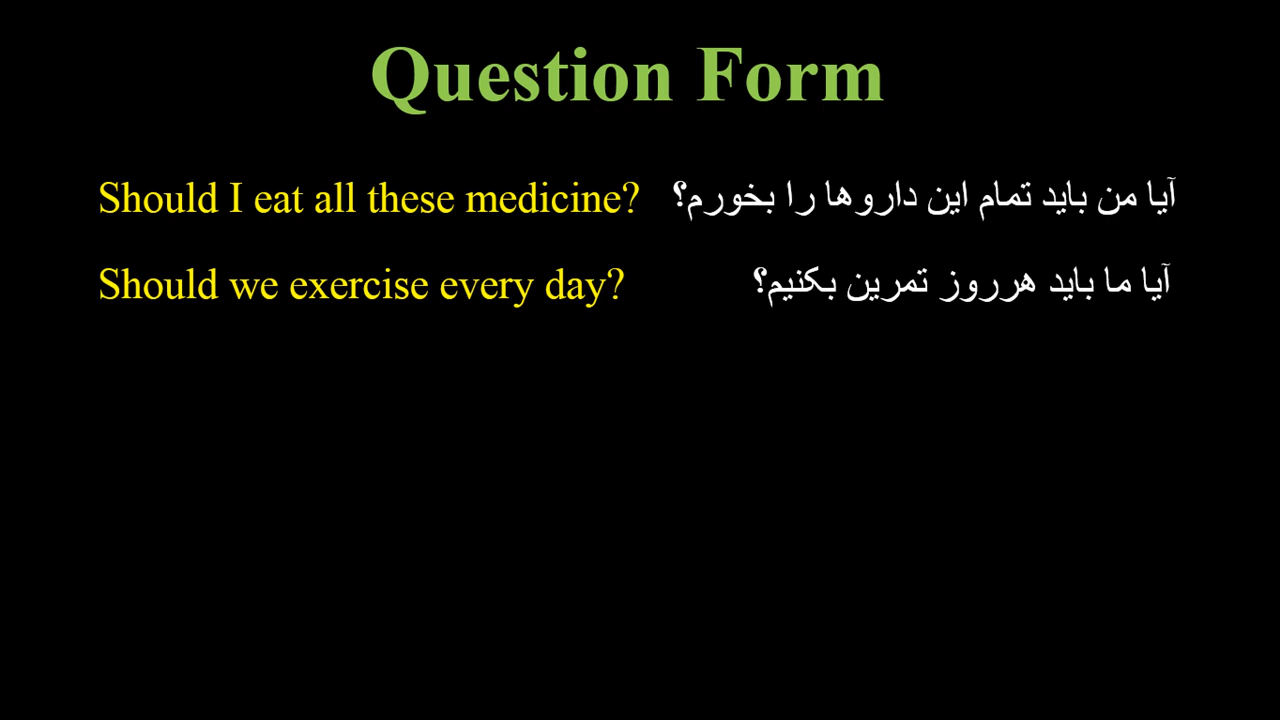 Question Form
Should I eat all these medicine? آیا من باید تمام این داروها را بخورم؟
Should we exercise every day? آیا ما باید هرروز تمرین بکنیم؟